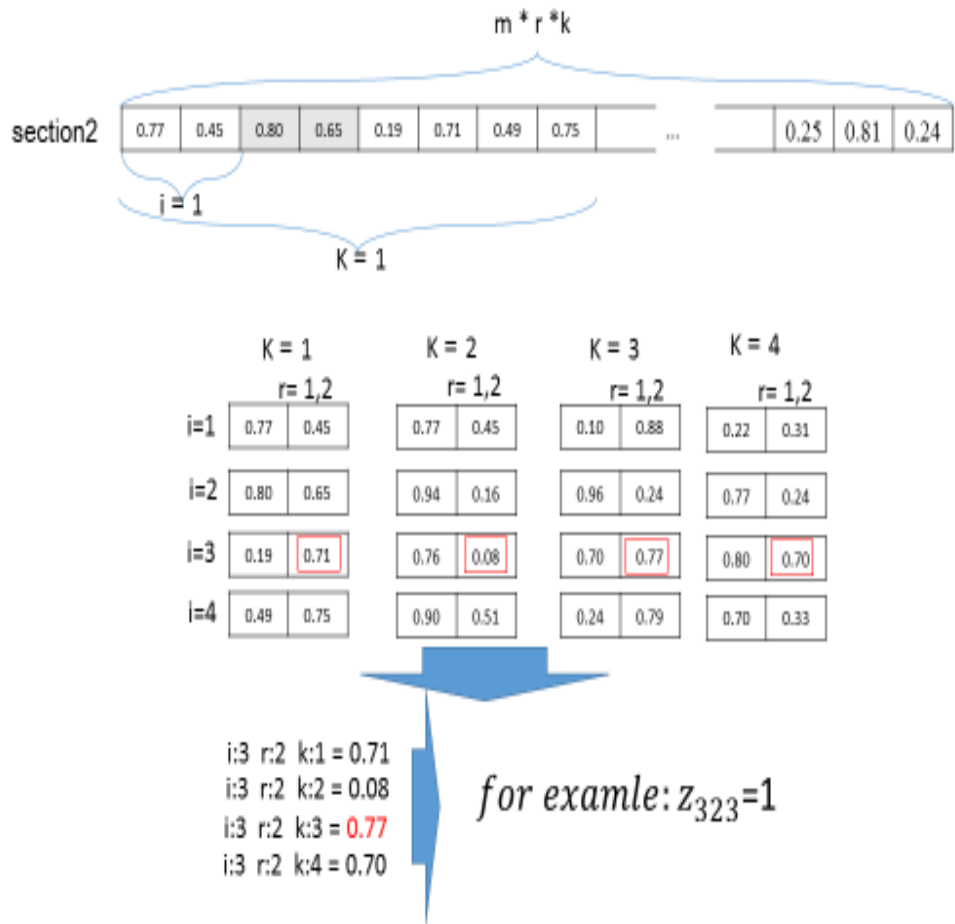 m * r *k
section2 0.77 0.45 0.80 0.65 0.19 0.71 0.49 0.75 ... 0.25 0.81 0.24
i = 1
K = 1
K = 1 K = 2 K = 3 K = 4
r= 1,2 r= 1,2 r= 1,2 r= 1,2
i=1 0.77 0.45 0.77 0.45 0.10 0.88 0.22 0.31
i=2 0.80 0.65 0.94 0.16 0.96 0.24 0.77 0.24
i=3 0.19 0.71 0.76 0.08 0.70 0.77 0.80 0.70
i=4 0.49 0.75 0.90 0.51 0.24 0.79 0.70 0.33
i:3 r:2 k:1 = 0.71
i:3 r:2 k:2 = 0.08
i:3 r:2 k:3 = 0.77
i:3 r:2 k:4 = 0.70
for examle: z₃₂₃=1